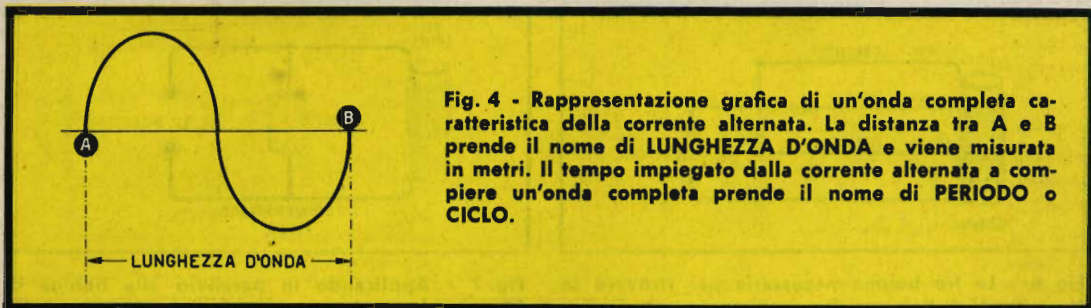 A
B
LUNGHEZZA D'ONDA
Fig. 4 - Rappresentazione grafica di un'onda completa ca-
ratteristica della corrente alternata. La distanza tra A e B
prende il nome di LUNGHEZZA D'ONDA e viene misurata
in metri. Il tempo impiegato dalla corrente alternata a com-
piere un'onda completa prende il nome di PERIODO o
CICLO.